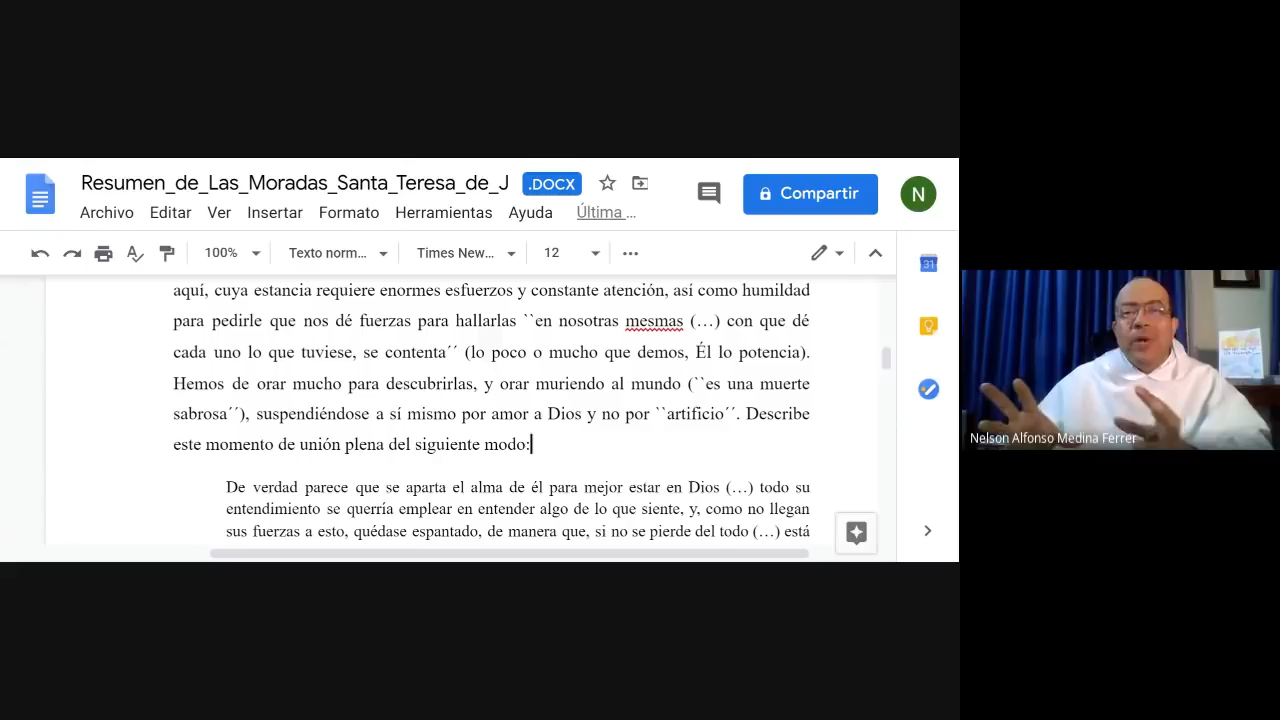 Resumen_de_Las_Moradas_Santa_Teresa_de_J .DOCX
Compartir
N
Archivo Editar Ver Insertar Formato Herramientas Ayuda Última ...
100% Texto norm... Times New... 12
31
aquí, cuya estancia requiere enormes esfuerzos y constante atención, así como humildad
para pedirle que nos dé fuerzas para hallarlas ``en nosotras mesmas (…) con que dé
cada uno lo que tuviese, se contenta´´ (lo poco o mucho que demos, Él lo potencia).
Hemos de orar mucho para descubrirlas, y orar muriendo al mundo (``es una muerte
sabrosa´´), suspendiéndose a sí mismo por amor a Dios y no por ``artificio´´. Describe
este momento de unión plena del siguiente modo:
De verdad parece que se aparta el alma de él para mejor estar en Dios (…) todo su
entendimiento se querría emplear en entender algo de lo que siente, y, como no llegan
sus fuerzas a esto, quédase espantado, de manera que, si no se pierde del todo (…) está
Nelson Alfonso Medina Ferrer